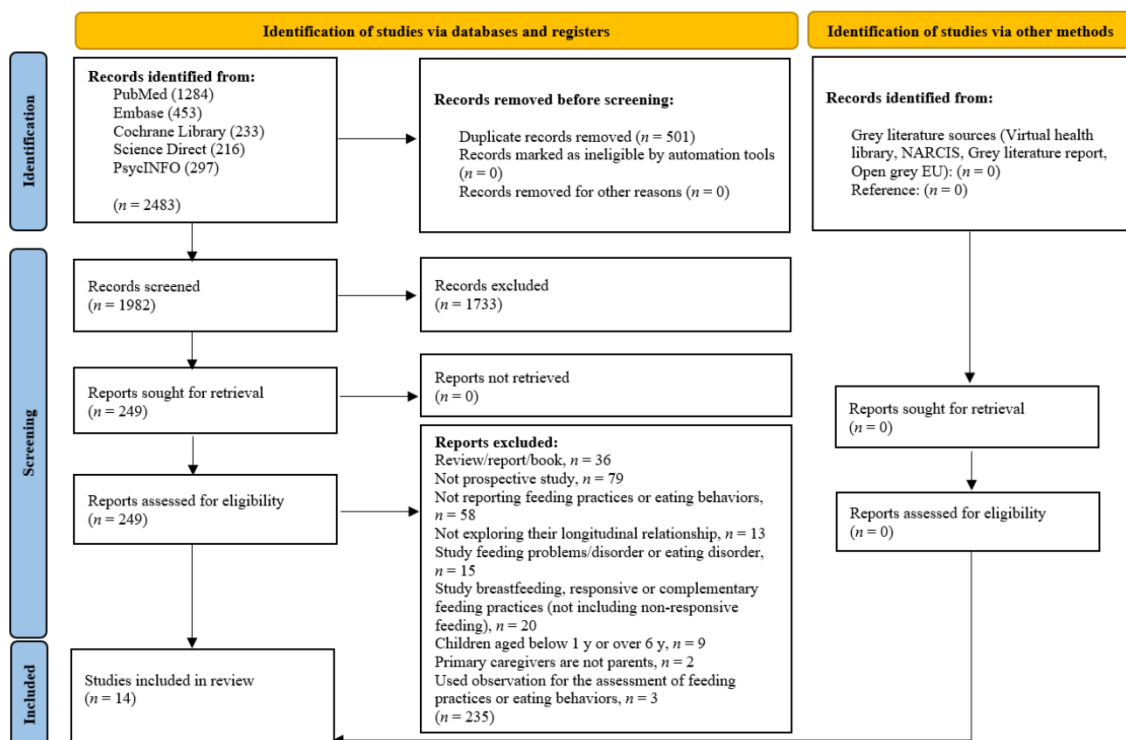 Identification of studies via databases and registers
Identification of studies via other methods
Identification
Records identified from:
PubMed (1284)
Embase (453)
Cochrane Library (233)
Science Direct (216)
PsycINFO (297)
(n = 2483)
Records removed before screening:
Duplicate records removed (n = 501)
Records marked as ineligible by automation tools
(n = 0)
Records removed for other reasons (n = 0)
Records identified from:
Grey literature sources (Virtual health
library, NARCIS, Grey literature report,
Open grey EU): (n = 0)
Reference: (n = 0)
Screening
Records screened
(n = 1982)
Records excluded
(n = 1733)
Reports sought for retrieval
(n = 249)
Reports not retrieved
(n = 0)
Reports sought for retrieval
(n = 0)
Reports assessed for eligibility
(n = 249)
Reports excluded:
Review/report/book, n = 36
Not prospective study, n = 79
Not reporting feeding practices or eating behaviors,
n = 58
Not exploring their longitudinal relationship, n = 13
Study feeding problems/disorder or eating disorder,
n = 15
Study breastfeeding, responsive or complementary
feeding practices (not including non-responsive
feeding), n = 20
Children aged below 1 y or over 6 y, n = 9
Primary caregivers are not parents, n = 2
Used observation for the assessment of feeding
practices or eating behaviors, n = 3
(n = 235)
Reports assessed for eligibility
(n = 0)
Included
Studies included in review
(n = 14)